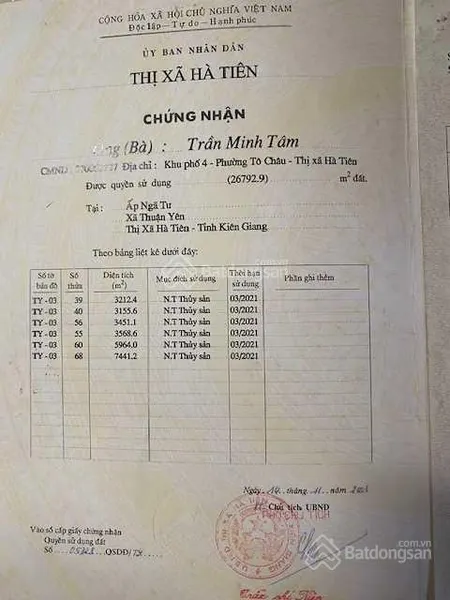 CỘNG HÒA XÃ HỘI CHỦ NGHĨA VIỆT NAM
Độc lập - Tự do - Hạnh phúc
ỦY BAN NHÂN DÂN
THỊ XÃ HÀ TIÊN
CHỨNG NHẬN
(Bà) : Trần Minh Tâm
CMND: Địa chỉ : Khu phố 4 - Phường Tô Châu - Thị xã Hà Tiên
Được quyền sử dụng (26792.9) m² đất.
Tại : Ấp Ngã Tư
Xã Thuận Yên
Thị Xã Hà Tiên - Tỉnh Kiên Giang
Theo bảng liệt kê dưới đây:
Số tờ bản đồ Số thửa Diện tích (m²) Mục đích sử dụng Thời hạn sử dụng Phần ghi thêm
TY - 03 39 3212.4 N.T Thủy sản 03/2021
TY - 03 40 3155.6 N.T Thủy sản 03/2021
TY - 03 56 3451.1 N.T Thủy sản 03/2021
TY - 03 55 3568.6 N.T Thủy sản 03/2021
TY - 03 60 5964.0 N.T Thủy sản 03/2021
TY - 03 68 7441.2 N.T Thủy sản 03/2021
Batdongsan
Ngày 14 tháng 11 năm 2003
Chủ tịch UBND
Vào sổ cấp giấy chứng nhận
Quyền sử dụng đất
Số QSDĐ/
Batdongsan